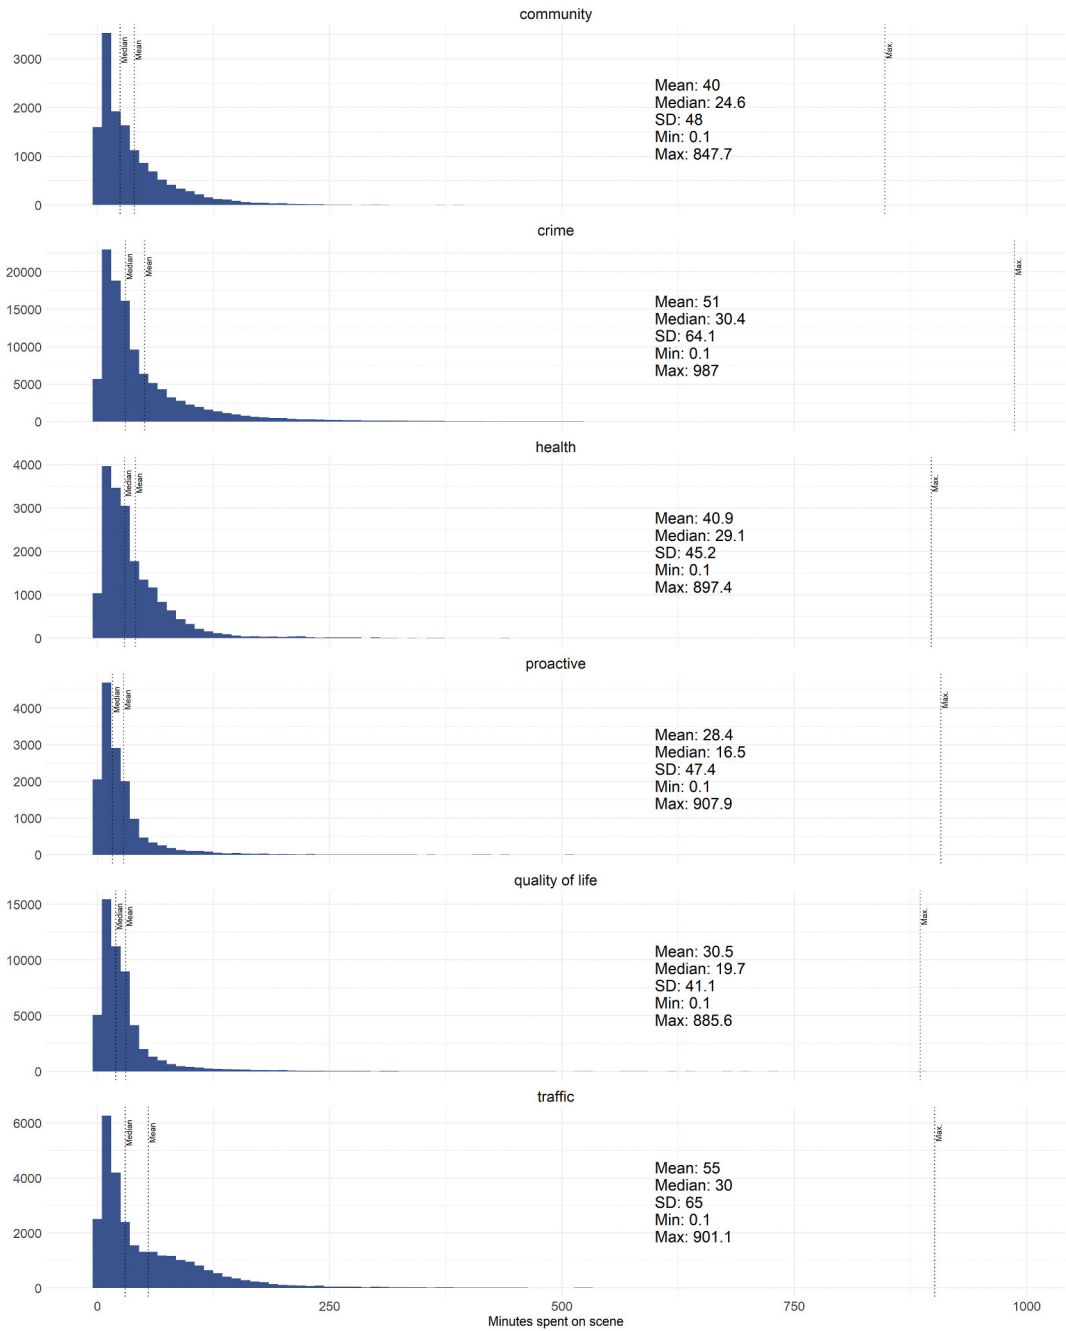 community
Median
Mean
Max.
3000
2000
1000
0
Mean: 40
Median: 24.6
SD: 48
Min: 0.1
Max: 847.7
crime
Median
Mean
Max.
20000
15000
10000
5000
0
Mean: 51
Median: 30.4
SD: 64.1
Min: 0.1
Max: 987
health
Median
Mean
Max.
4000
3000
2000
1000
0
Mean: 40.9
Median: 29.1
SD: 45.2
Min: 0.1
Max: 897.4
proactive
Median
Mean
Max.
4000
3000
2000
1000
0
Mean: 28.4
Median: 16.5
SD: 47.4
Min: 0.1
Max: 907.9
quality of life
Median
Mean
Max.
15000
10000
5000
0
Mean: 30.5
Median: 19.7
SD: 41.1
Min: 0.1
Max: 885.6
traffic
Median
Mean
Max.
6000
4000
2000
0
Mean: 55
Median: 30
SD: 65
Min: 0.1
Max: 901.1
0 250 500 750 1000
Minutes spent on scene